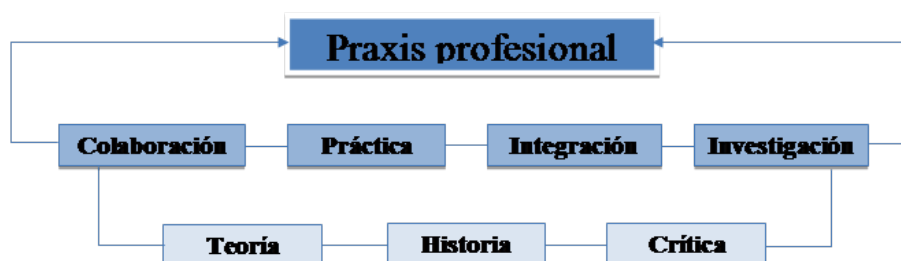 Praxis profesional
Colaboración Práctica Integración Investigación
Teoría Historia Crítica